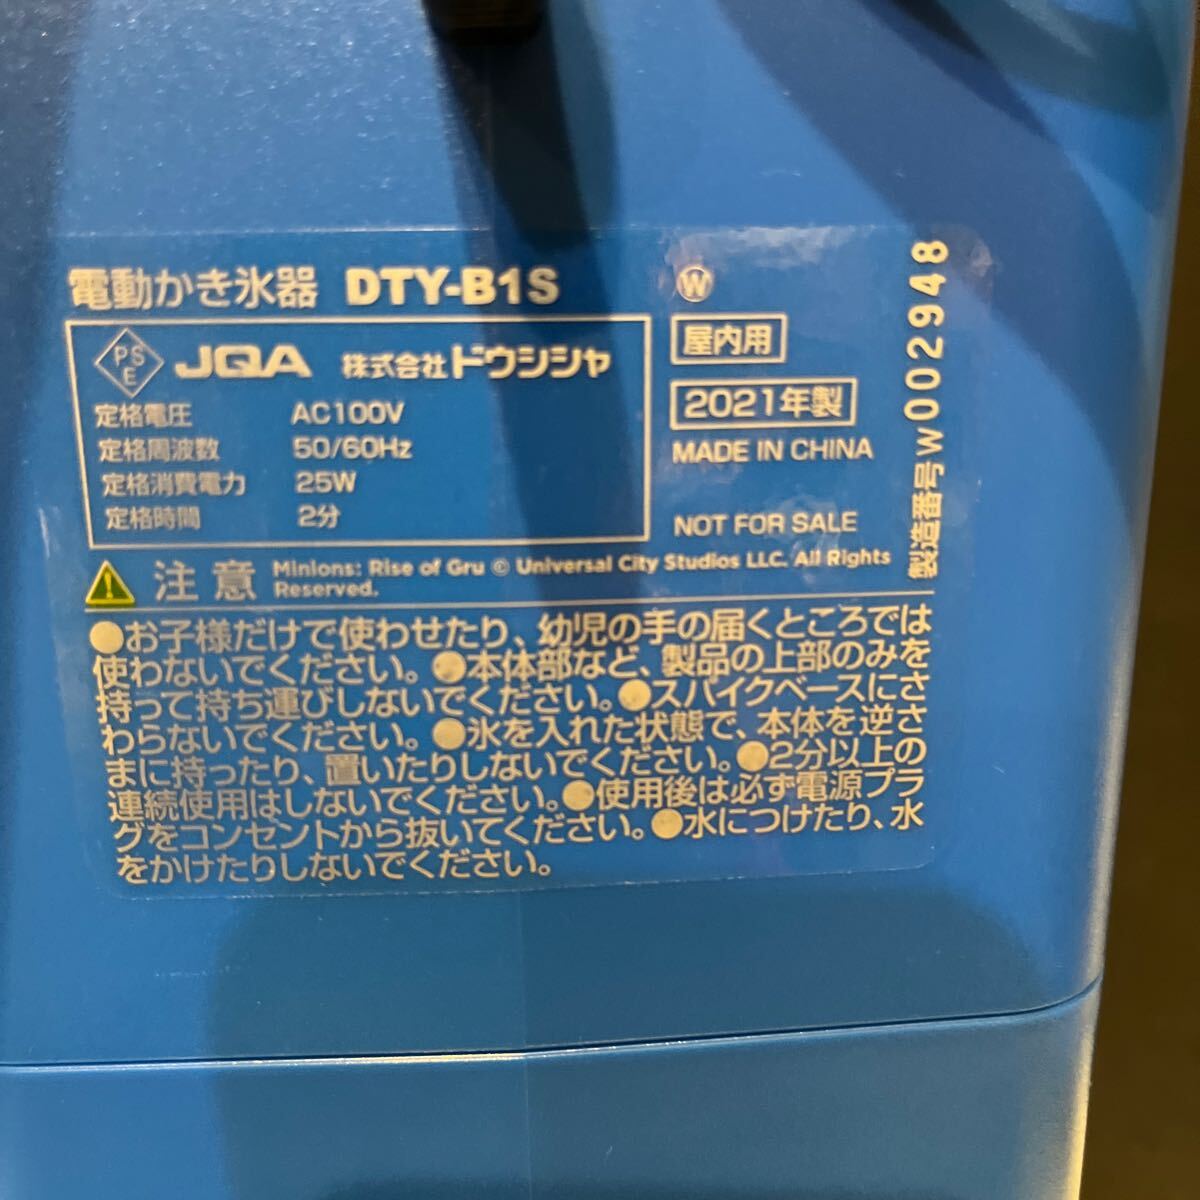 電動かき氷器 DTY-B1S
W
PS
E
JQA 株式会社ドウシシャ
定格電圧 AC100V
定格周波数 50/60Hz
定格消費電力 25W
定格時間 2分
屋内用
2021年製
MADE IN CHINA
NOT FOR SALE
製造番号W002948
注意 Minions: Rise of Gru © Universal City Studios LLC. All Rights
Reserved.
●お子様だけで使わせたり、幼児の手の届くところでは
使わないでください。●本体部など、製品の上部のみを
持って持ち運びしないでください。●スパイクベースにさ
わらないでください。●氷を入れた状態で、本体を逆さ
まに持ったり、置いたりしないでください。●2分以上の
連続使用はしないでください。●使用後は必ず電源プラ
グをコンセントから抜いてください。●水につけたり、水
をかけたりしないでください。